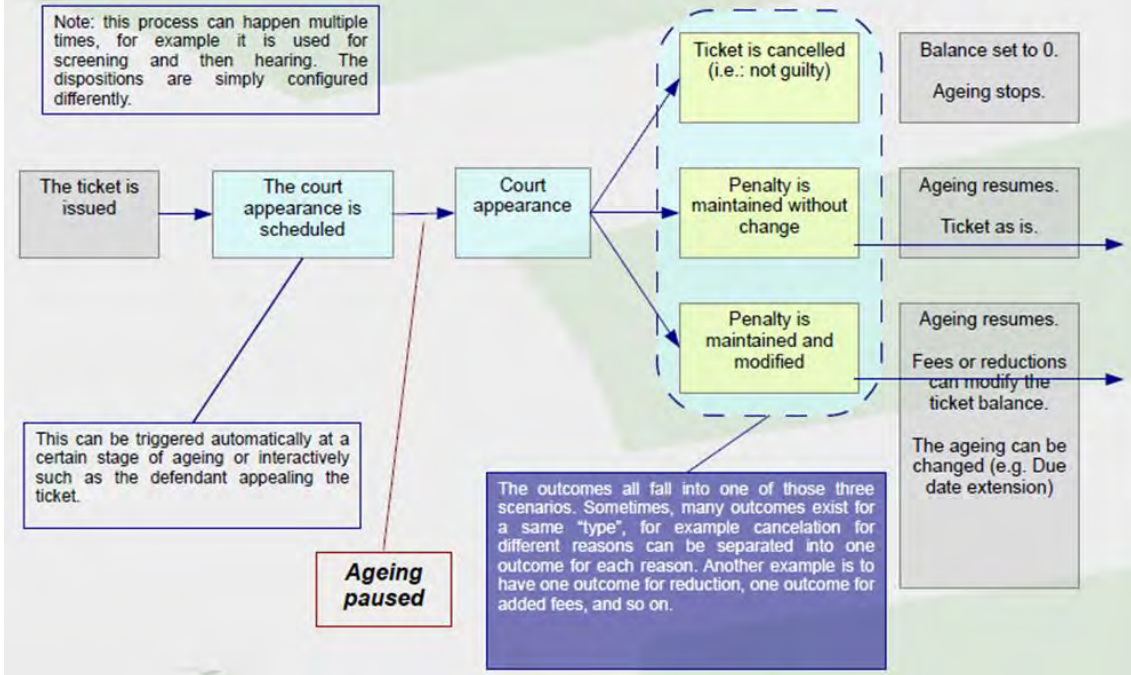 Note: this process can happen multiple
times, for example it is used for
screening and then hearing. The
dispositions are simply configured
differently.
Ticket is cancelled
(i.e.: not guilty)
Balance set to 0.
Ageing stops.
The ticket is
issued
The court
appearance is
scheduled
Court
appearance
Penalty is
maintained without
change
Ageing resumes.
Ticket as is.
Penalty is
maintained and
modified
Ageing resumes.
Fees or reductions
can modify the
ticket balance.
The ageing can be
changed (e.g. Due
date extension)
This can be triggered automatically at a
certain stage of ageing or interactively
such as the defendant appealing the
ticket.
Ageing
paused
The outcomes all fall into one of those three
scenarios. Sometimes, many outcomes exist for
a same “type”, for example cancelation for
different reasons can be separated into one
outcome for each reason. Another example is to
have one outcome for reduction, one outcome for
added fees, and so on.